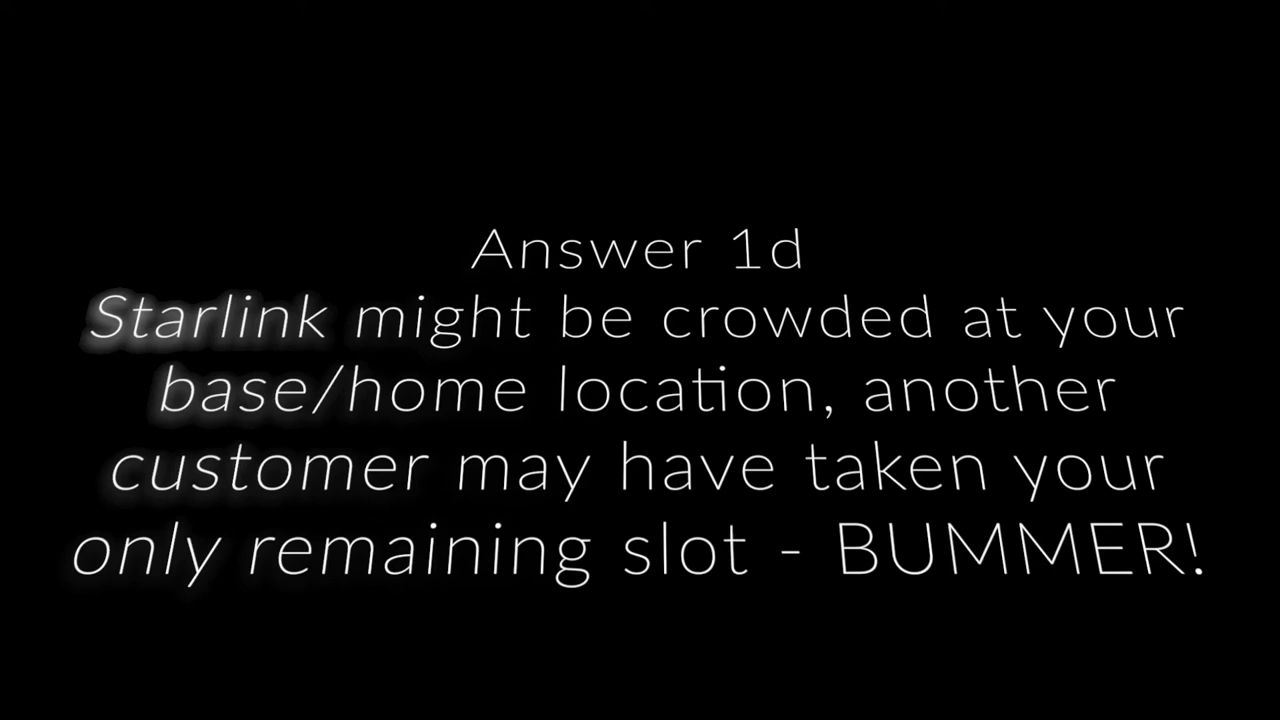 Answer 1d
Starlink might be crowded at your
base/home location, another
customer may have taken your
only remaining slot - BUMMER!